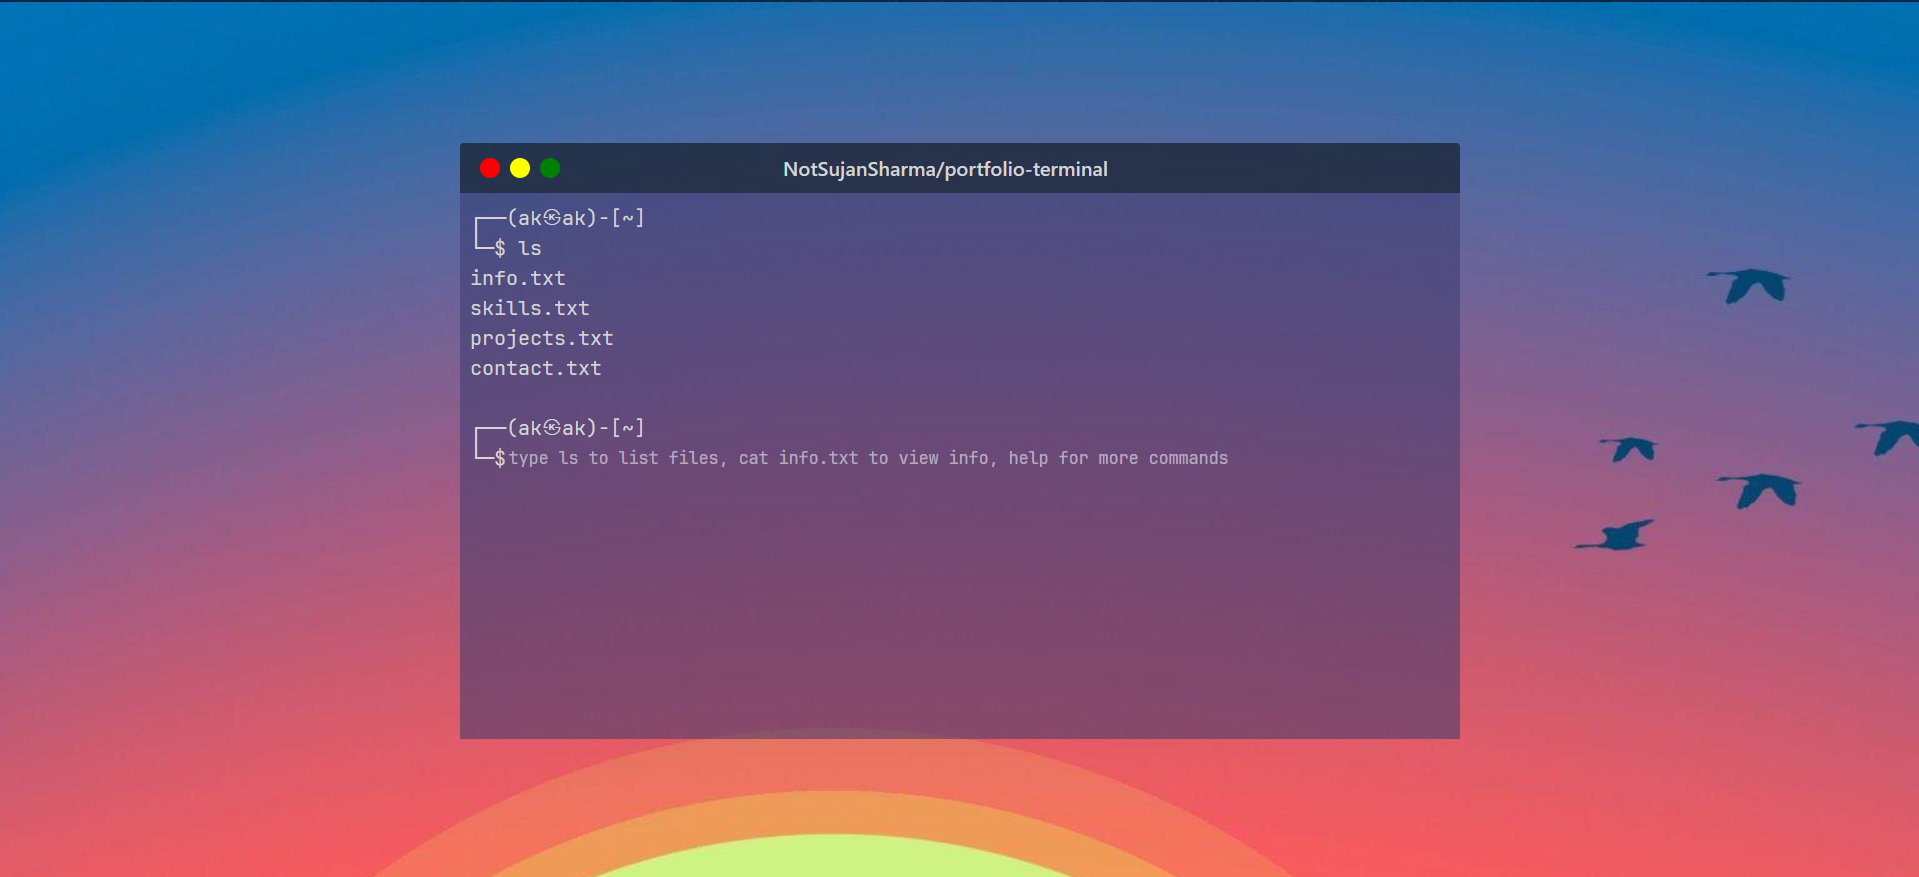 NotSujanSharma/portfolio-terminal
┌──(ak㉿ak)-[~]
└─$ ls
info.txt
skills.txt
projects.txt
contact.txt
┌──(ak㉿ak)-[~]
└─$type ls to list files, cat info.txt to view info, help for more commands